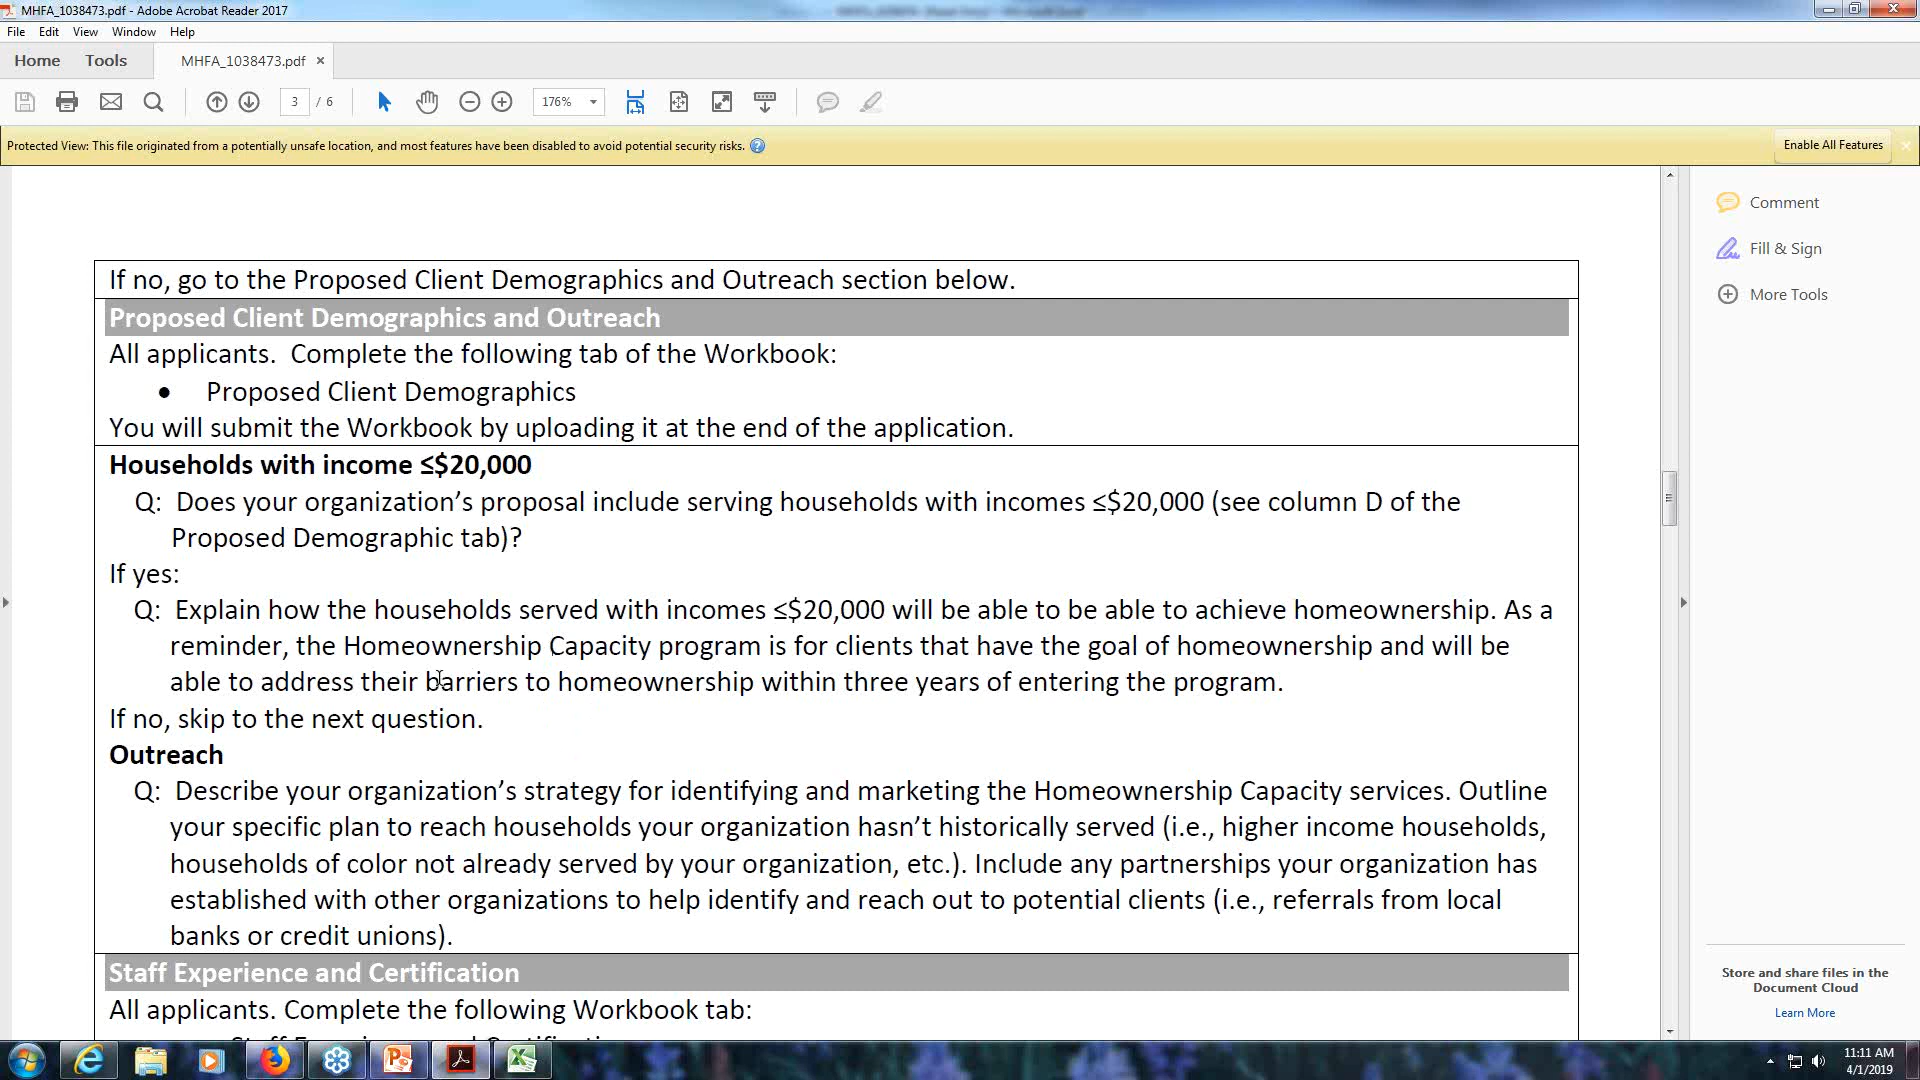 MHFA_1038473.pdf - Adobe Acrobat Reader 2017
File Edit View Window Help
Home Tools MHFA_1038473.pdf ×
3 / 6 176%
Protected View: This file originated from a potentially unsafe location, and most features have been disabled to avoid potential security risks. Enable All Features
Comment
Fill & Sign
More Tools
If no, go to the Proposed Client Demographics and Outreach section below.
Proposed Client Demographics and Outreach
All applicants. Complete the following tab of the Workbook:
• Proposed Client Demographics
You will submit the Workbook by uploading it at the end of the application.
Households with income ≤$20,000
Q: Does your organization’s proposal include serving households with incomes ≤$20,000 (see column D of the
Proposed Demographic tab)?
If yes:
Q: Explain how the households served with incomes ≤$20,000 will be able to be able to achieve homeownership. As a
reminder, the Homeownership Capacity program is for clients that have the goal of homeownership and will be
able to address their barriers to homeownership within three years of entering the program.
If no, skip to the next question.
Outreach
Q: Describe your organization’s strategy for identifying and marketing the Homeownership Capacity services. Outline
your specific plan to reach households your organization hasn’t historically served (i.e., higher income households,
households of color not already served by your organization, etc.). Include any partnerships your organization has
established with other organizations to help identify and reach out to potential clients (i.e., referrals from local
banks or credit unions).
Staff Experience and Certification
All applicants. Complete the following Workbook tab:
Store and share files in the
Document Cloud
Learn More
11:11 AM
4/1/2019